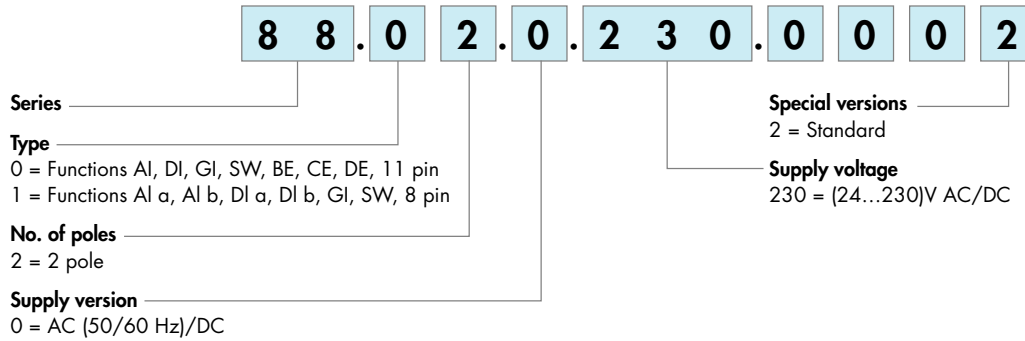 8 8 . 0 2 . 0 . 2 3 0 . 0 0 0 2
Series
Type
0 = Functions AI, DI, GI, SW, BE, CE, DE, 11 pin
1 = Functions AI a, AI b, DI a, DI b, GI, SW, 8 pin
No. of poles
2 = 2 pole
Supply version
0 = AC (50/60 Hz)/DC
Special versions
2 = Standard
Supply voltage
230 = (24...230)V AC/DC